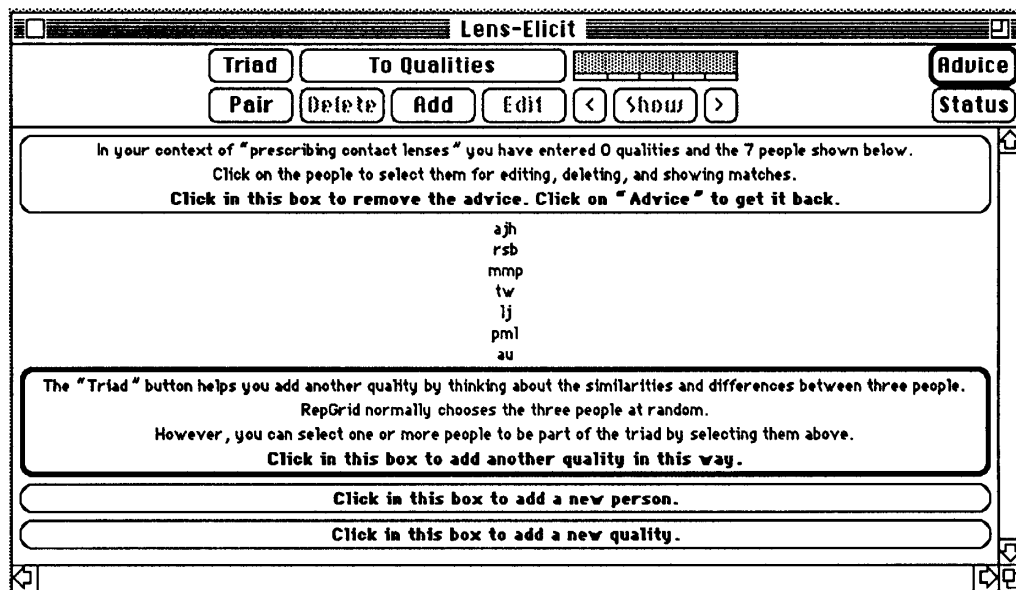 Lens-Elicit
Triad To Qualities Advice
Pair Delete Add Edit < Show > Status
In your context of "prescribing contact lenses" you have entered 0 qualities and the 7 people shown below.
Click on the people to select them for editing, deleting, and showing matches.
Click in this box to remove the advice. Click on "Advice" to get it back.
ajh
rsb
mmp
tw
lj
pml
au
The "Triad" button helps you add another quality by thinking about the similarities and differences between three people.
RepGrid normally chooses the three people at random.
However, you can select one or more people to be part of the triad by selecting them above.
Click in this box to add another quality in this way.
Click in this box to add a new person.
Click in this box to add a new quality.